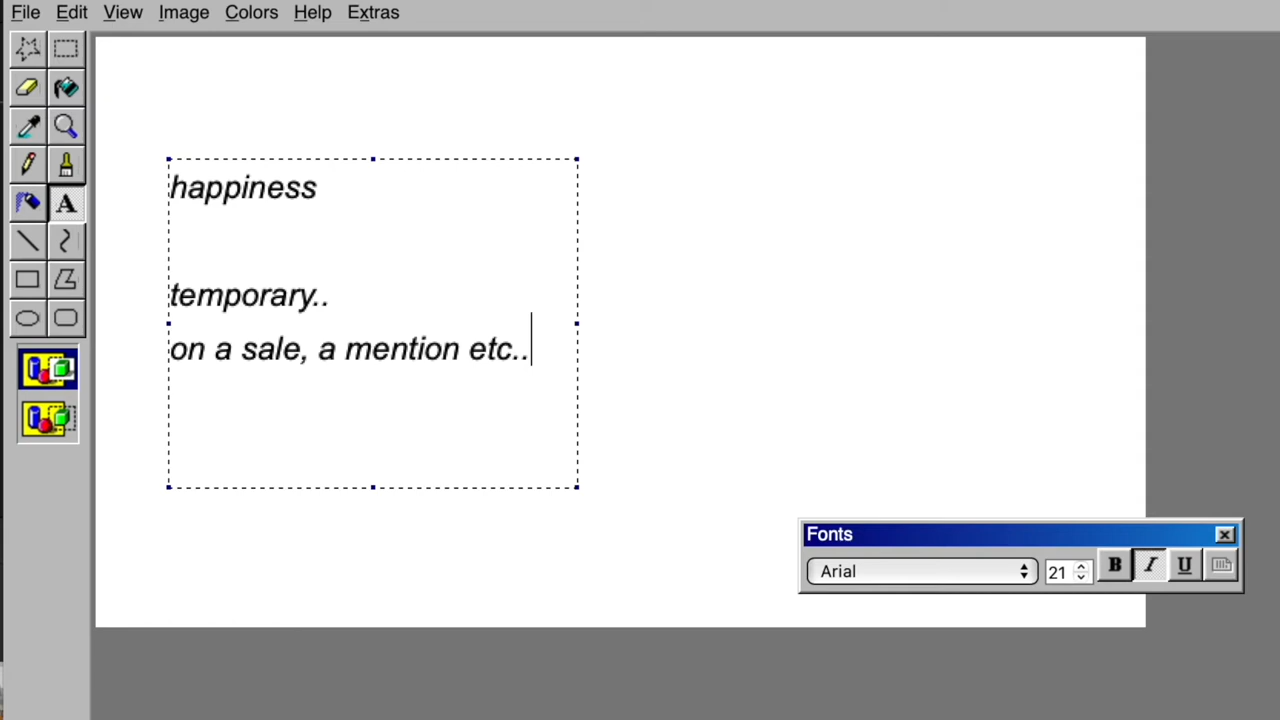 File Edit View Image Colors Help Extras
happiness
temporary..
on a sale, a mention etc..
Fonts
Arial 21 B I U
A